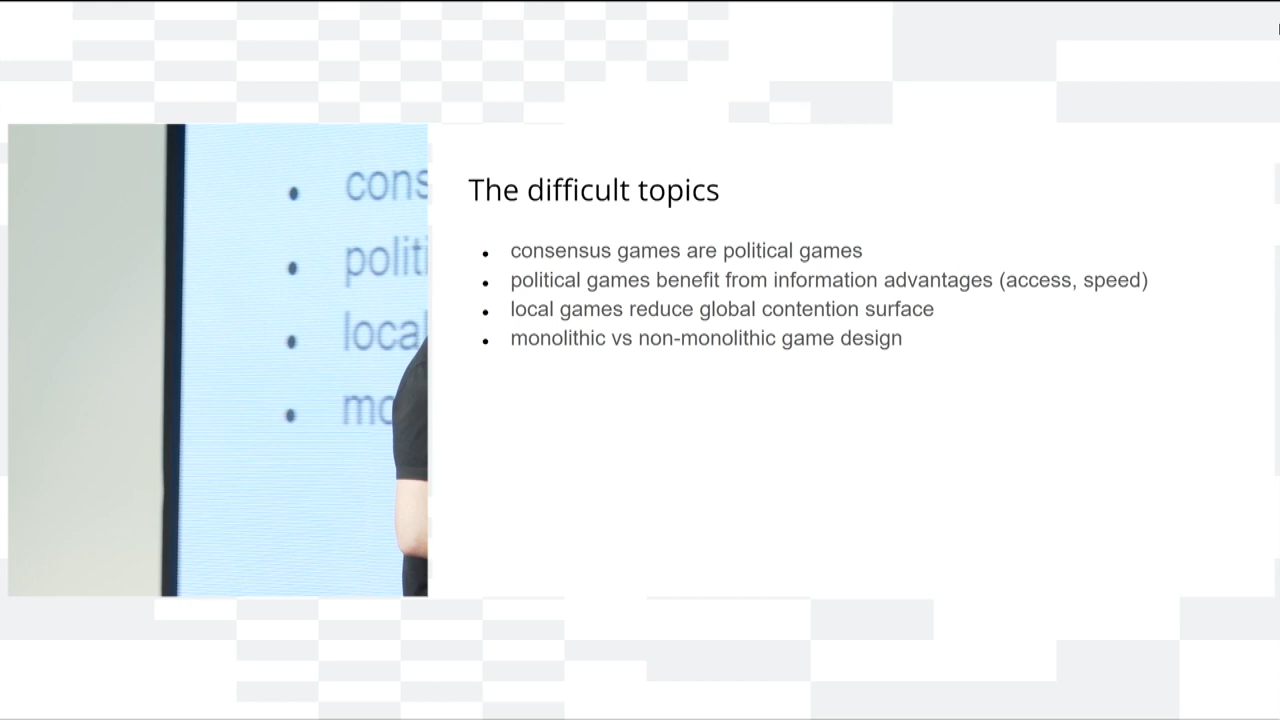 cons
politi
local
mo
The difficult topics
• consensus games are political games
• political games benefit from information advantages (access, speed)
• local games reduce global contention surface
• monolithic vs non-monolithic game design